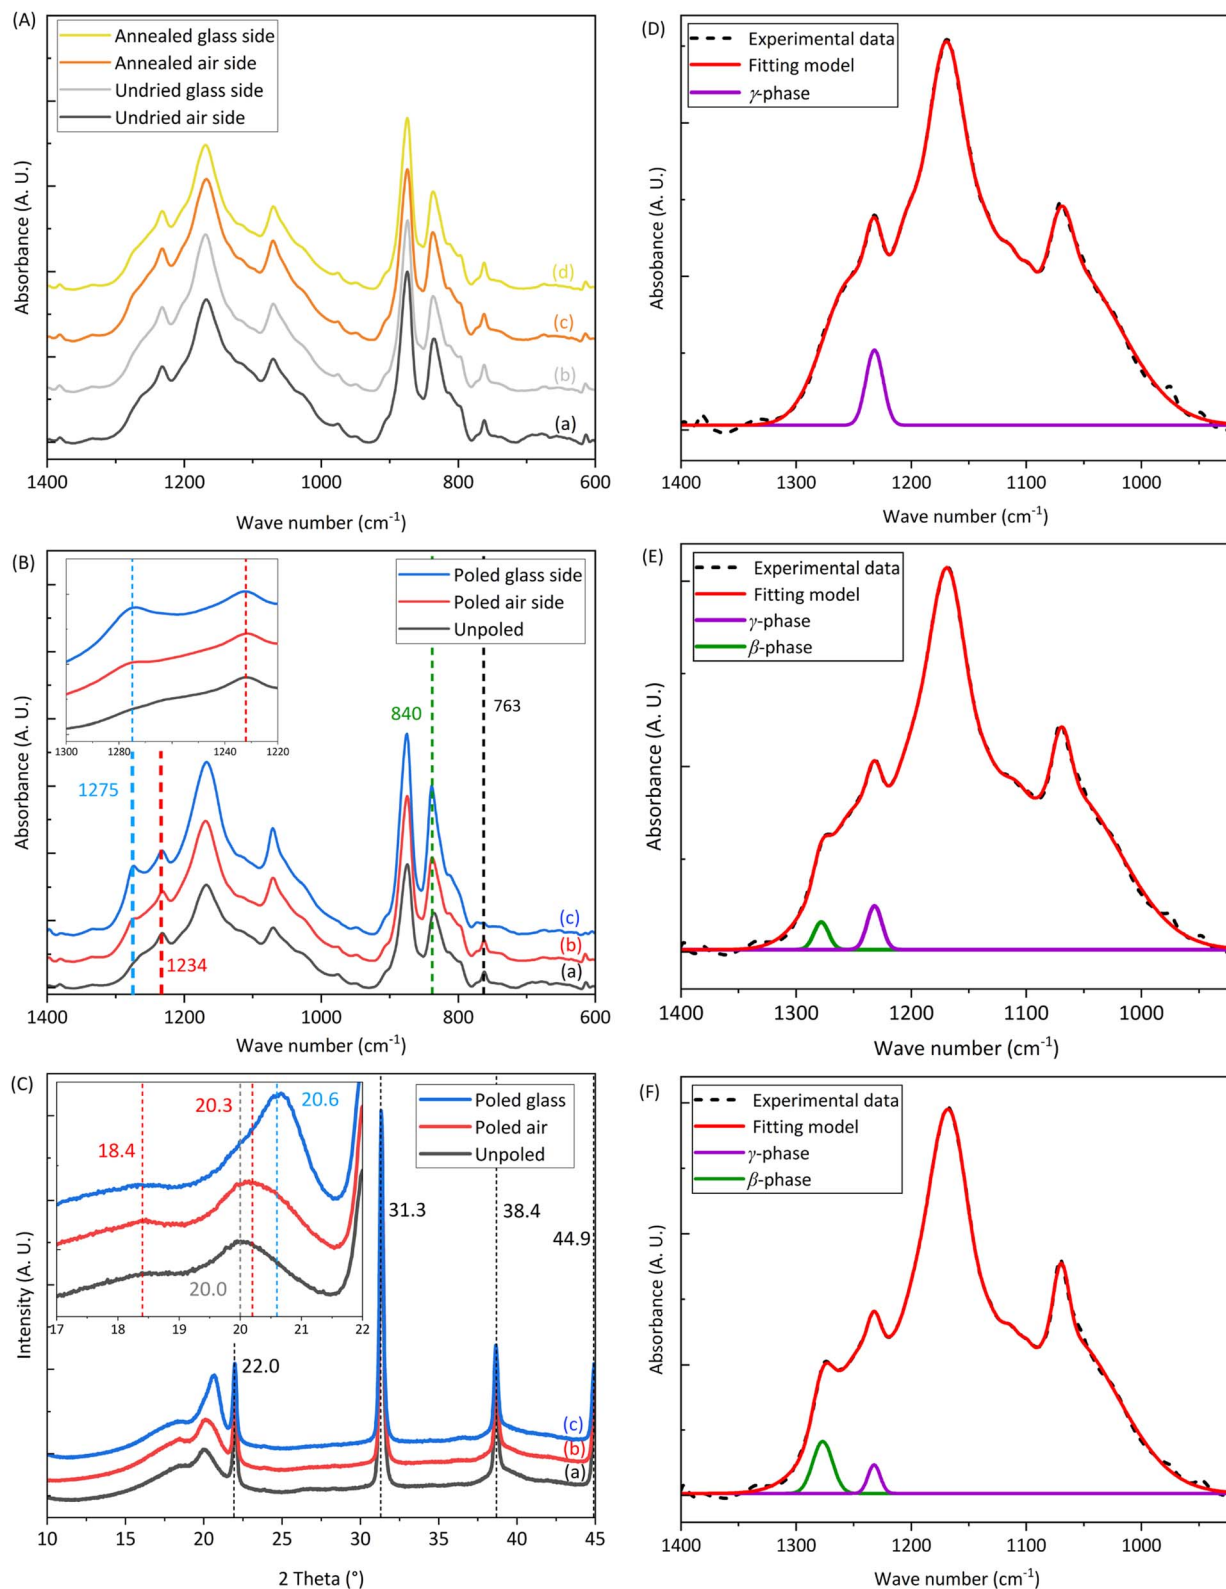 (A)
Annealed glass side
Annealed air side
Undried glass side
Undried air side
Absorbance (A. U.)
(d)
(c)
(b)
(a)
1400 1200 1000 800 600
Wave number (cm⁻¹)
(D)
Experimental data
Fitting model
γ-phase
Absobance (A. U.)
1400 1300 1200 1100 1000
Wave number (cm⁻¹)
(B)
Poled glass side
Poled air side
Unpoled
1300 1280 1260 1240 1220
840
763
1275
1234
Absorbance (A. U.)
(c)
(b)
(a)
1400 1200 1000 800 600
Wave number (cm⁻¹)
(E)
Experimental data
Fitting model
γ-phase
β-phase
Absorbance (A. U.)
1400 1300 1200 1100 1000
Wave number (cm⁻¹)
(C)
Poled glass
Poled air
Unpoled
20.3
20.6
18.4
20.0
17 18 19 20 21 22
31.3
38.4
44.9
22.0
Intensity (A. U.)
(c)
(b)
(a)
10 15 20 25 30 35 40 45
2 Theta (°)
(F)
Experimental data
Fitting model
γ-phase
β-phase
Absorbance (A. U.)
1400 1300 1200 1100 1000
Wave number (cm⁻¹)